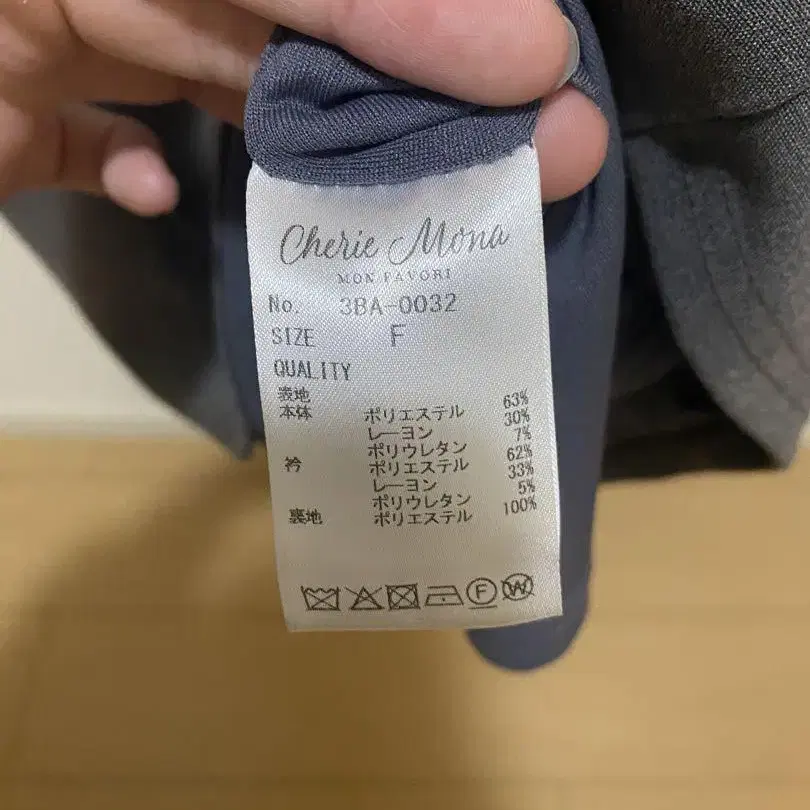 Cherie Mona
MON FAVORI
No. 3BA-0032
SIZE F
QUALITY
表地
本体 ポリエステル 63%
レーヨン 30%
ポリウレタン 7%
衿 ポリエステル 62%
レーヨン 33%
ポリウレタン 5%
裏地 ポリエステル 100%
F W